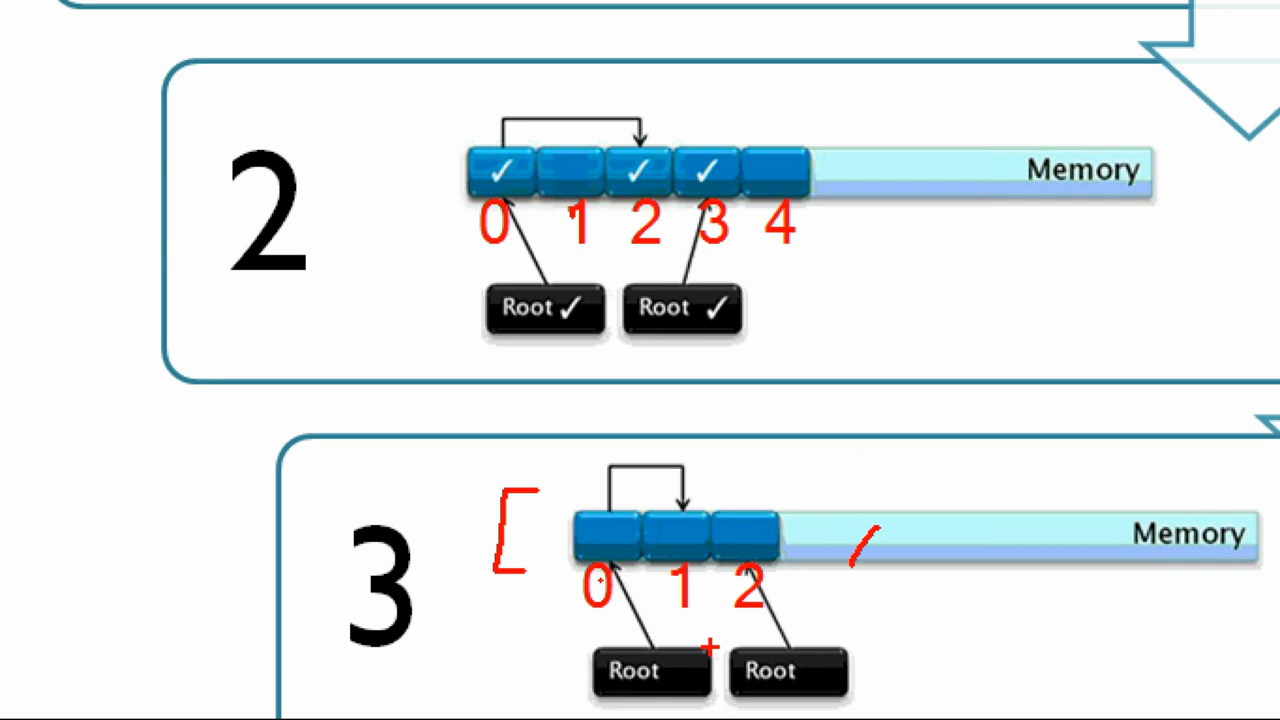 2
Memory
0 1 2 3 4
Root ✓ Root ✓
3
Memory
0 1 2
Root Root